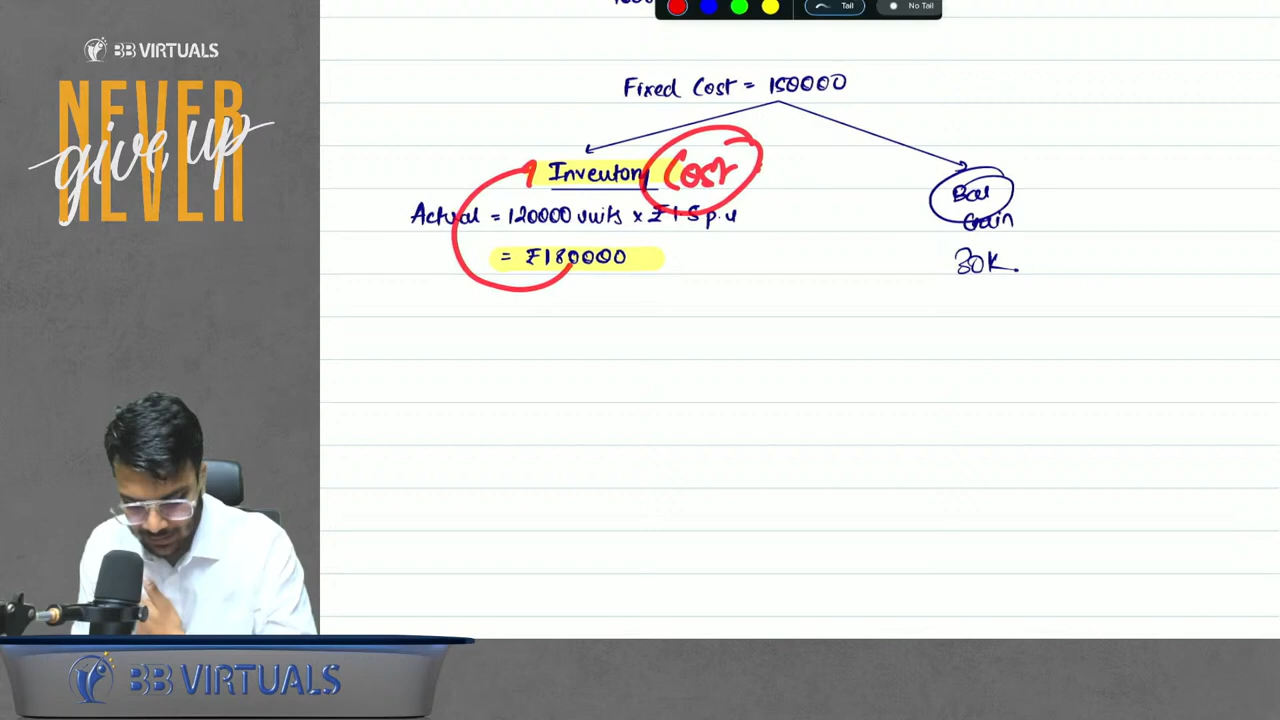 Tail
No Tail
BB VIRTUALS
NEVER
give up
NEVER
Fixed Cost = 150000
Inventory Cost
Actual = 120000 units x ₹1.5 p.u
= ₹180000
Bal
Gain
30K.
BB VIRTUALS